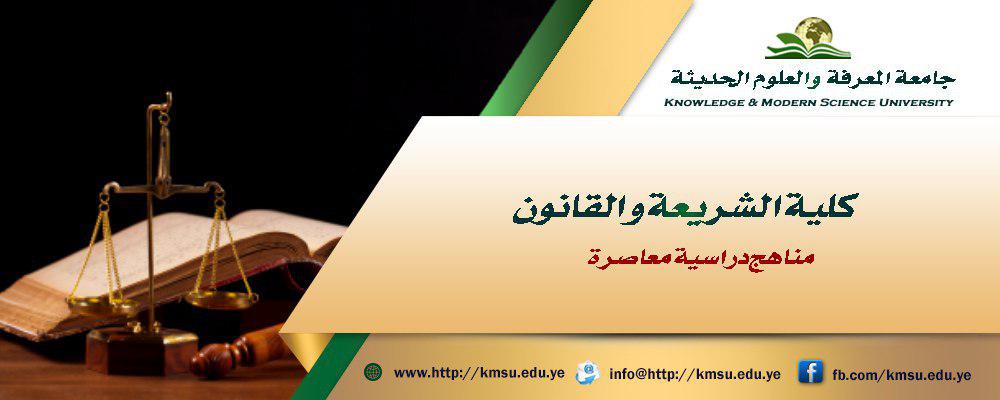 جامعة المعرفة والعلوم الحديثة
KNOWLEDGE & MODERN SCIENCE UNIVERSITY
كلية الشريعة والقانون
مناهج دراسية معاصرة
www.http://kmsu.edu.ye info@http://kmsu.edu.ye fb.com/kmsu.edu.ye